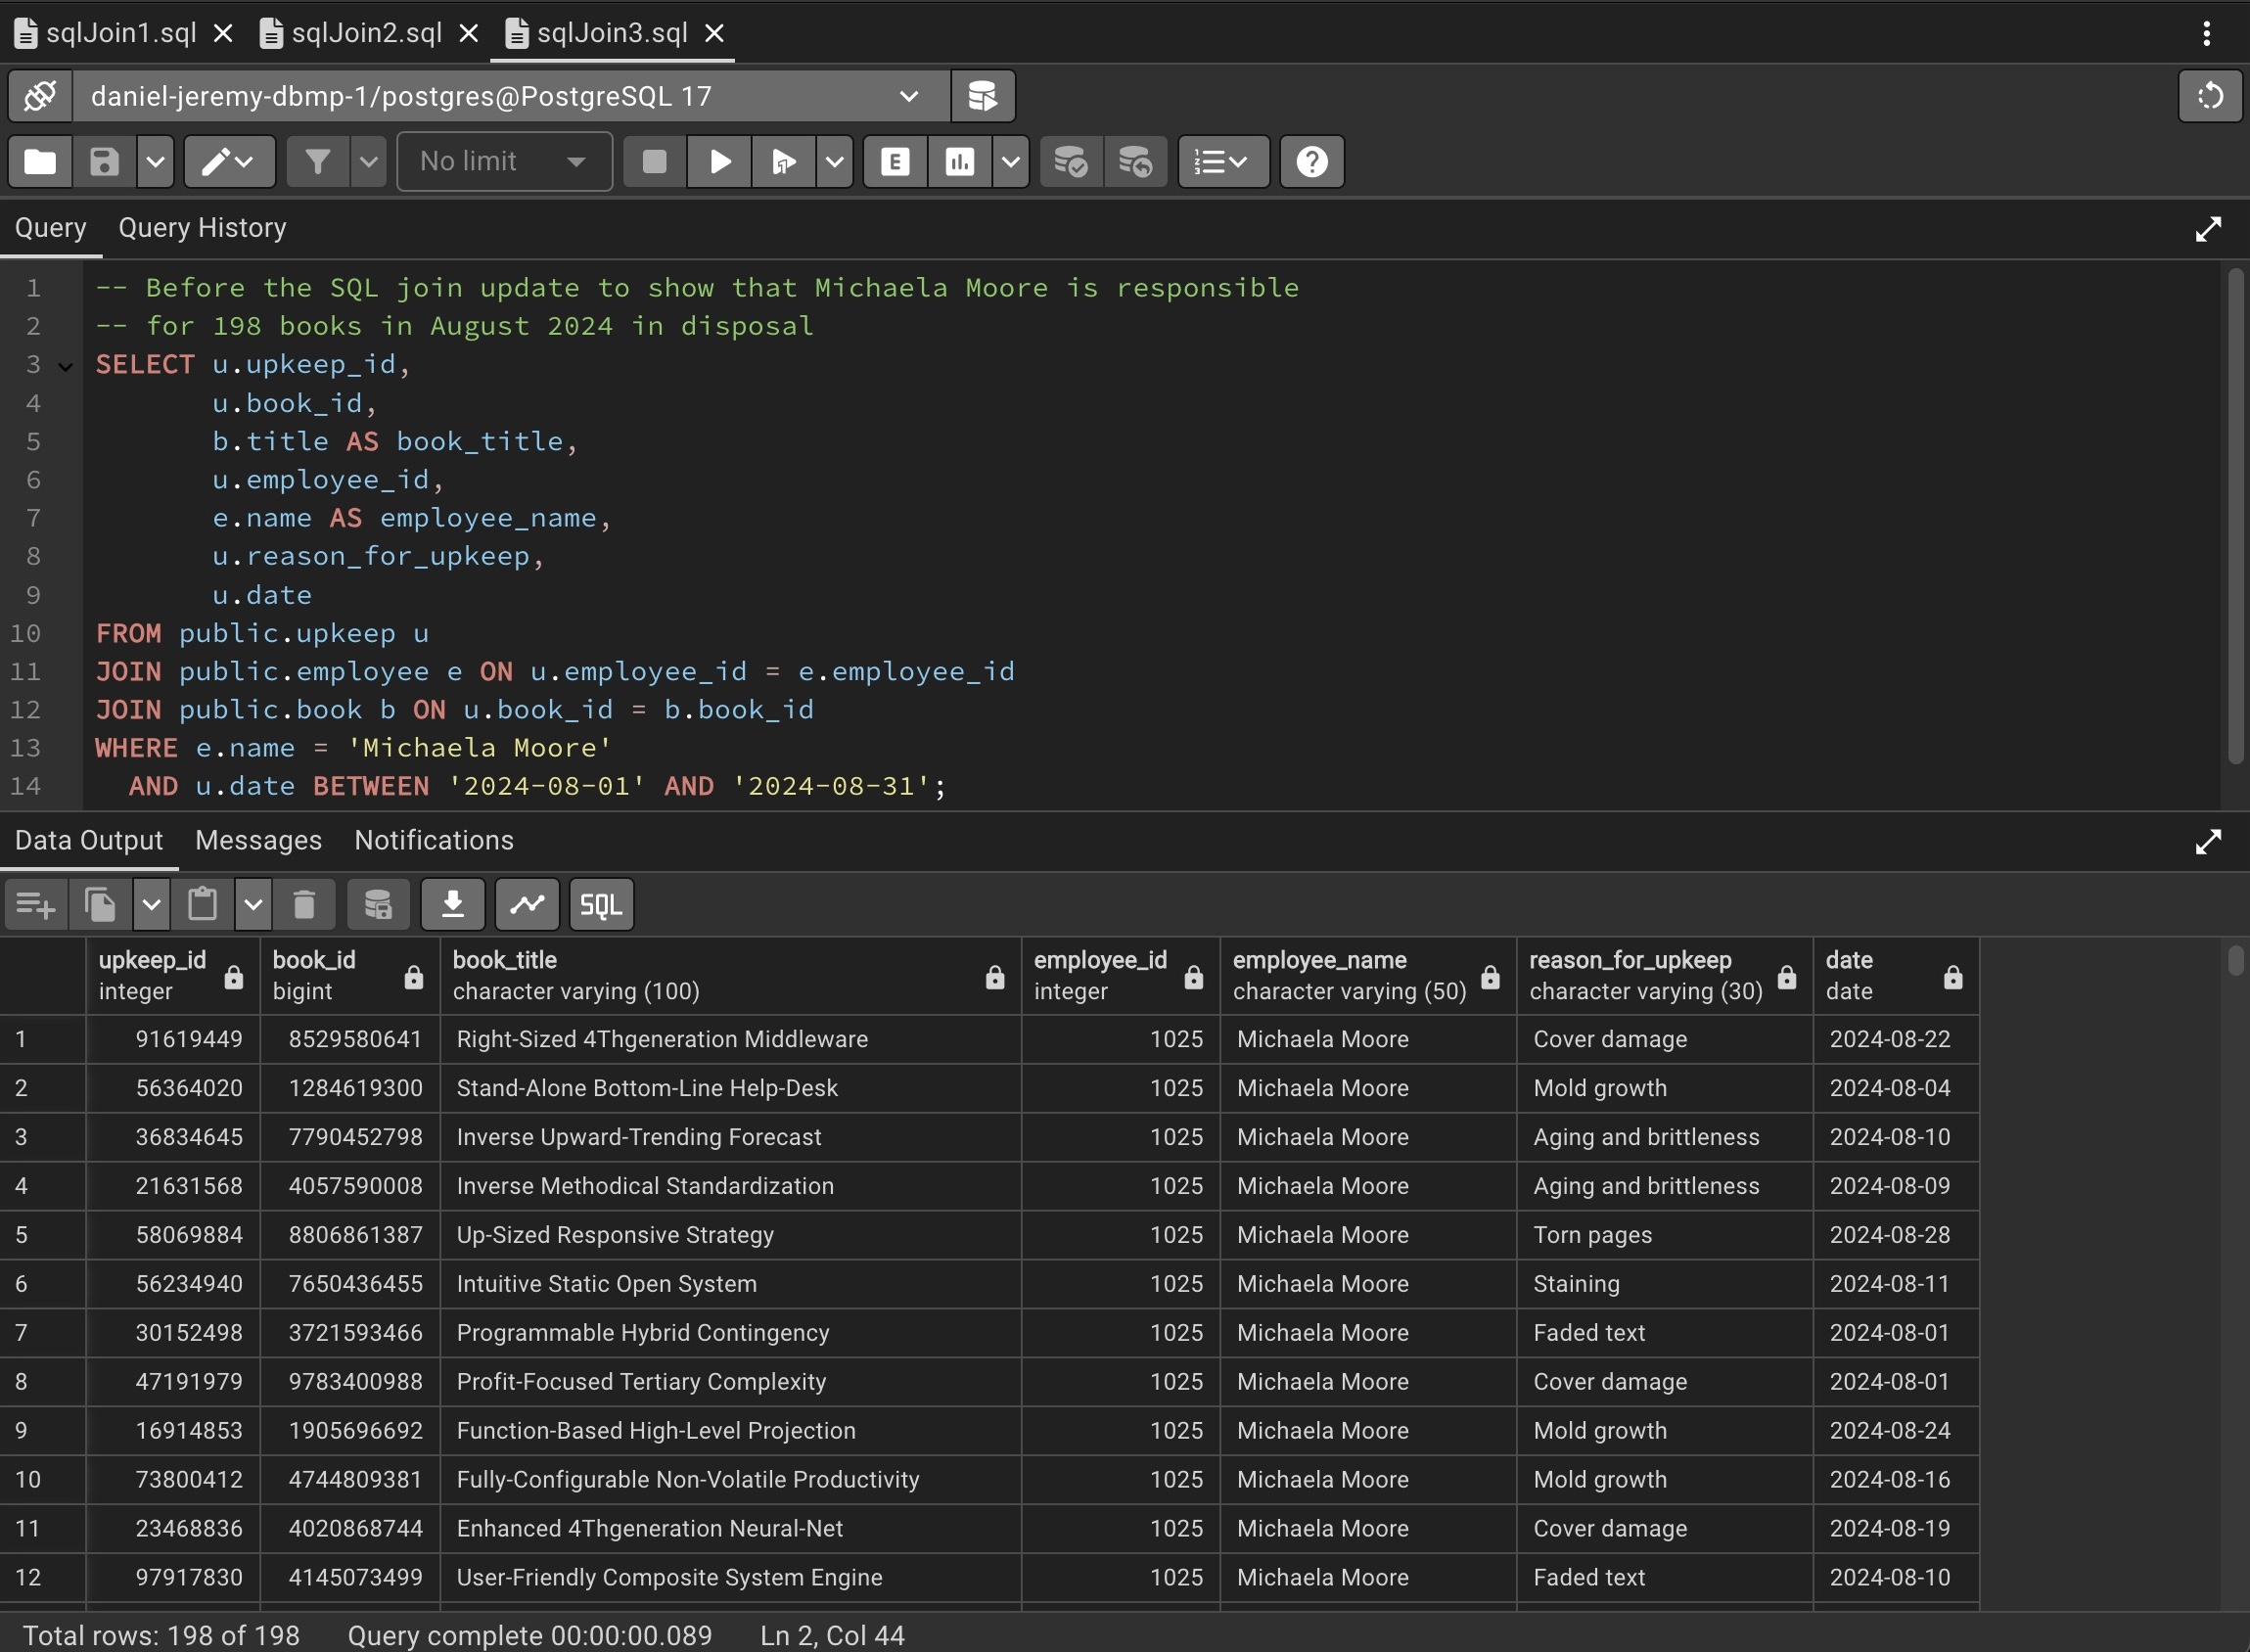 sqlJoin1.sql sqlJoin2.sql sqlJoin3.sql
daniel-jeremy-dbmp-1/postgres@PostgreSQL 17
No limit E
Query Query History
1 -- Before the SQL join update to show that Michaela Moore is responsible
2 -- for 198 books in August 2024 in disposal
3 SELECT u.upkeep_id,
4 u.book_id,
5 b.title AS book_title,
6 u.employee_id,
7 e.name AS employee_name,
8 u.reason_for_upkeep,
9 u.date
10 FROM public.upkeep u
11 JOIN public.employee e ON u.employee_id = e.employee_id
12 JOIN public.book b ON u.book_id = b.book_id
13 WHERE e.name = 'Michaela Moore'
14 AND u.date BETWEEN '2024-08-01' AND '2024-08-31';
Data Output Messages Notifications
SQL
upkeep_id book_id book_title employee_id employee_name reason_for_upkeep date
integer bigint character varying (100) integer character varying (50) character varying (30) date
1 91619449 8529580641 Right-Sized 4Thgeneration Middleware 1025 Michaela Moore Cover damage 2024-08-22
2 56364020 1284619300 Stand-Alone Bottom-Line Help-Desk 1025 Michaela Moore Mold growth 2024-08-04
3 36834645 7790452798 Inverse Upward-Trending Forecast 1025 Michaela Moore Aging and brittleness 2024-08-10
4 21631568 4057590008 Inverse Methodical Standardization 1025 Michaela Moore Aging and brittleness 2024-08-09
5 58069884 8806861387 Up-Sized Responsive Strategy 1025 Michaela Moore Torn pages 2024-08-28
6 56234940 7650436455 Intuitive Static Open System 1025 Michaela Moore Staining 2024-08-11
7 30152498 3721593466 Programmable Hybrid Contingency 1025 Michaela Moore Faded text 2024-08-01
8 47191979 9783400988 Profit-Focused Tertiary Complexity 1025 Michaela Moore Cover damage 2024-08-01
9 16914853 1905696692 Function-Based High-Level Projection 1025 Michaela Moore Mold growth 2024-08-24
10 73800412 4744809381 Fully-Configurable Non-Volatile Productivity 1025 Michaela Moore Mold growth 2024-08-16
11 23468836 4020868744 Enhanced 4Thgeneration Neural-Net 1025 Michaela Moore Cover damage 2024-08-19
12 97917830 4145073499 User-Friendly Composite System Engine 1025 Michaela Moore Faded text 2024-08-10
Total rows: 198 of 198 Query complete 00:00:00.089 Ln 2, Col 44